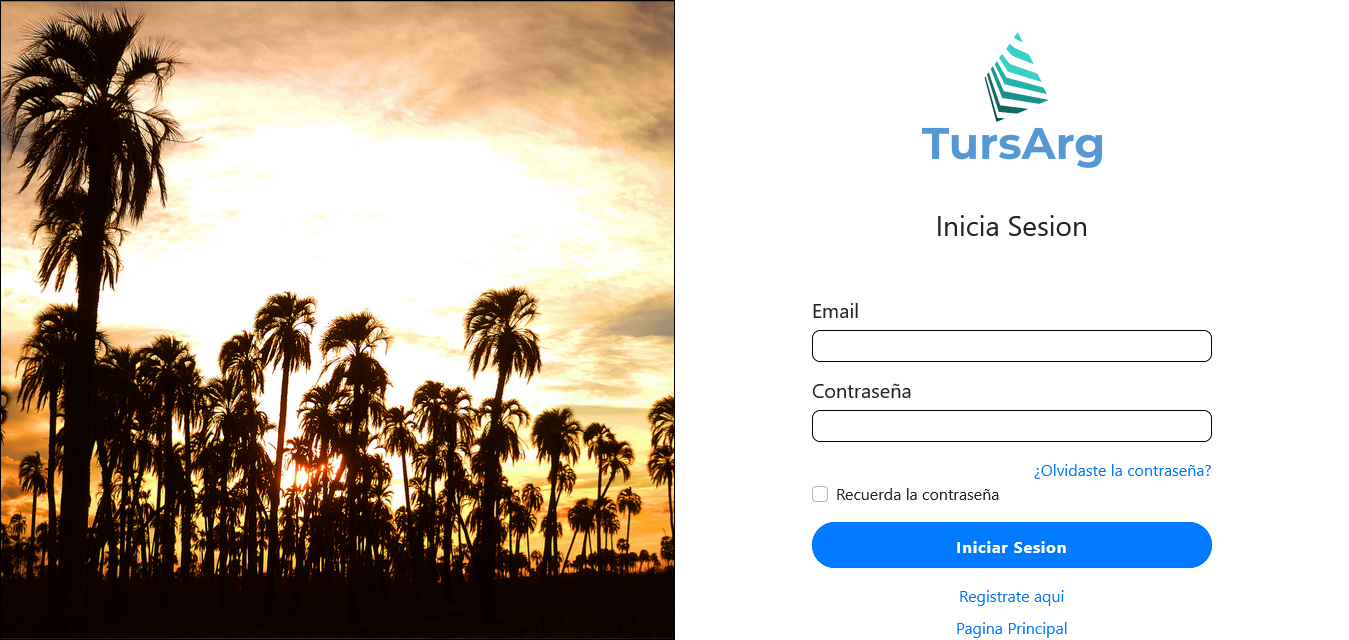 TursArg
Inicia Sesion
Email
Contraseña
¿Olvidaste la contraseña?
Recuerda la contraseña
Iniciar Sesion
Registrate aqui
Pagina Principal